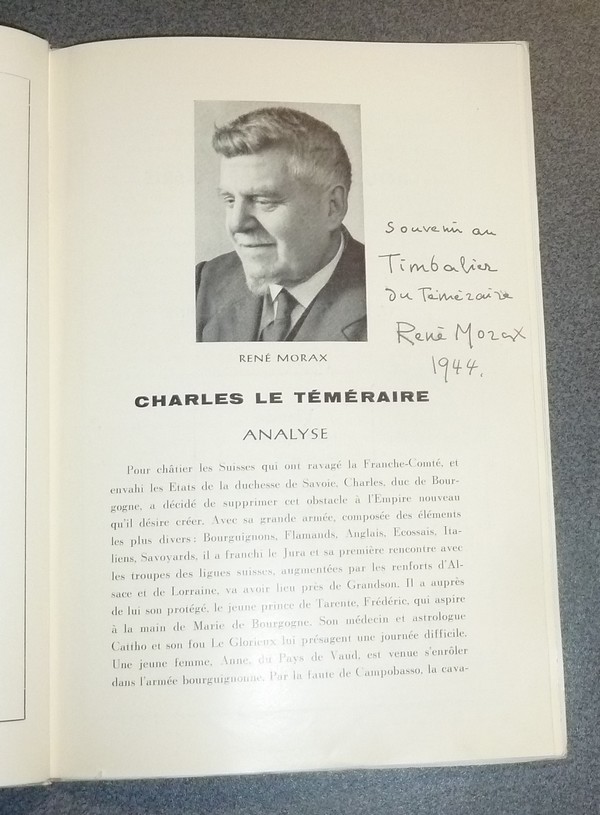 souvenir au
Timbalier
du Téméraire
René Morax
1944.
RENÉ MORAX
CHARLES LE TÉMÉRAIRE
ANALYSE
Pour châtier les Suisses qui ont ravagé la Franche-Comté, et
envahi les Etats de la duchesse de Savoie, Charles, duc de Bour-
gogne, a décidé de supprimer cet obstacle à l'Empire nouveau
qu'il désire créer. Avec sa grande armée, composée des éléments
les plus divers : Bourguignons, Flamands, Anglais, Ecossais, Ita-
liens, Savoyards, il a franchi le Jura et sa première rencontre avec
les troupes des ligues suisses, augmentées par les renforts d'Al-
sace et de Lorraine, va avoir lieu près de Grandson. Il a auprès
de lui son protégé, le jeune prince de Tarente, Frédéric, qui aspire
à la main de Marie de Bourgogne. Son médecin et astrologue
Cattho et son fou Le Glorieux lui présagent une journée difficile.
Une jeune femme, Anne, du Pays de Vaud, est venue s'enrôler
dans l'armée bourguignonne. Par la faute de Campobasso, la cava-